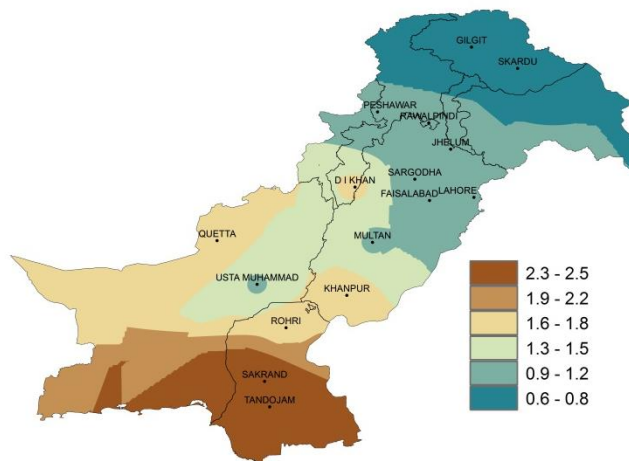 GILGIT
SKARDU
PESHAWAR
RAWALPINDI
JHELUM
SARGODHA
D I KHAN
FAISALABAD
LAHORE
QUETTA
MULTAN
USTA MUHAMMAD
KHANPUR
ROHRI
SAKRAND
TANDOJAM
2.3 - 2.5
1.9 - 2.2
1.6 - 1.8
1.3 - 1.5
0.9 - 1.2
0.6 - 0.8